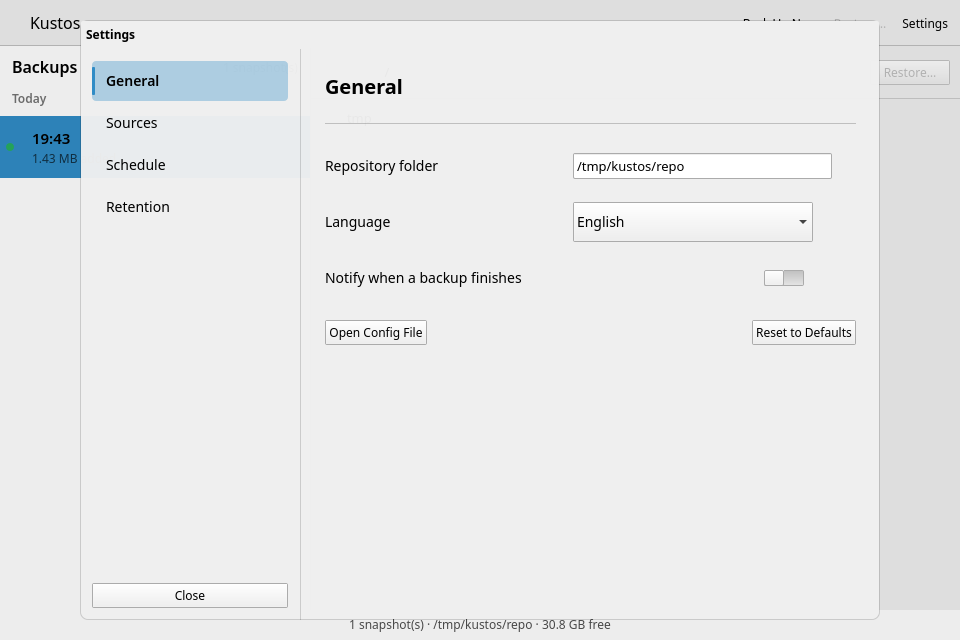 Kustos
Settings
Settings
Backups
Today
19:43
1.43 MB
Restore...
General
Sources
Schedule
Retention
General
Repository folder
/tmp/kustos/repo
Language
English
Notify when a backup finishes
Open Config File
Reset to Defaults
Close
1 snapshot(s) · /tmp/kustos/repo · 30.8 GB free